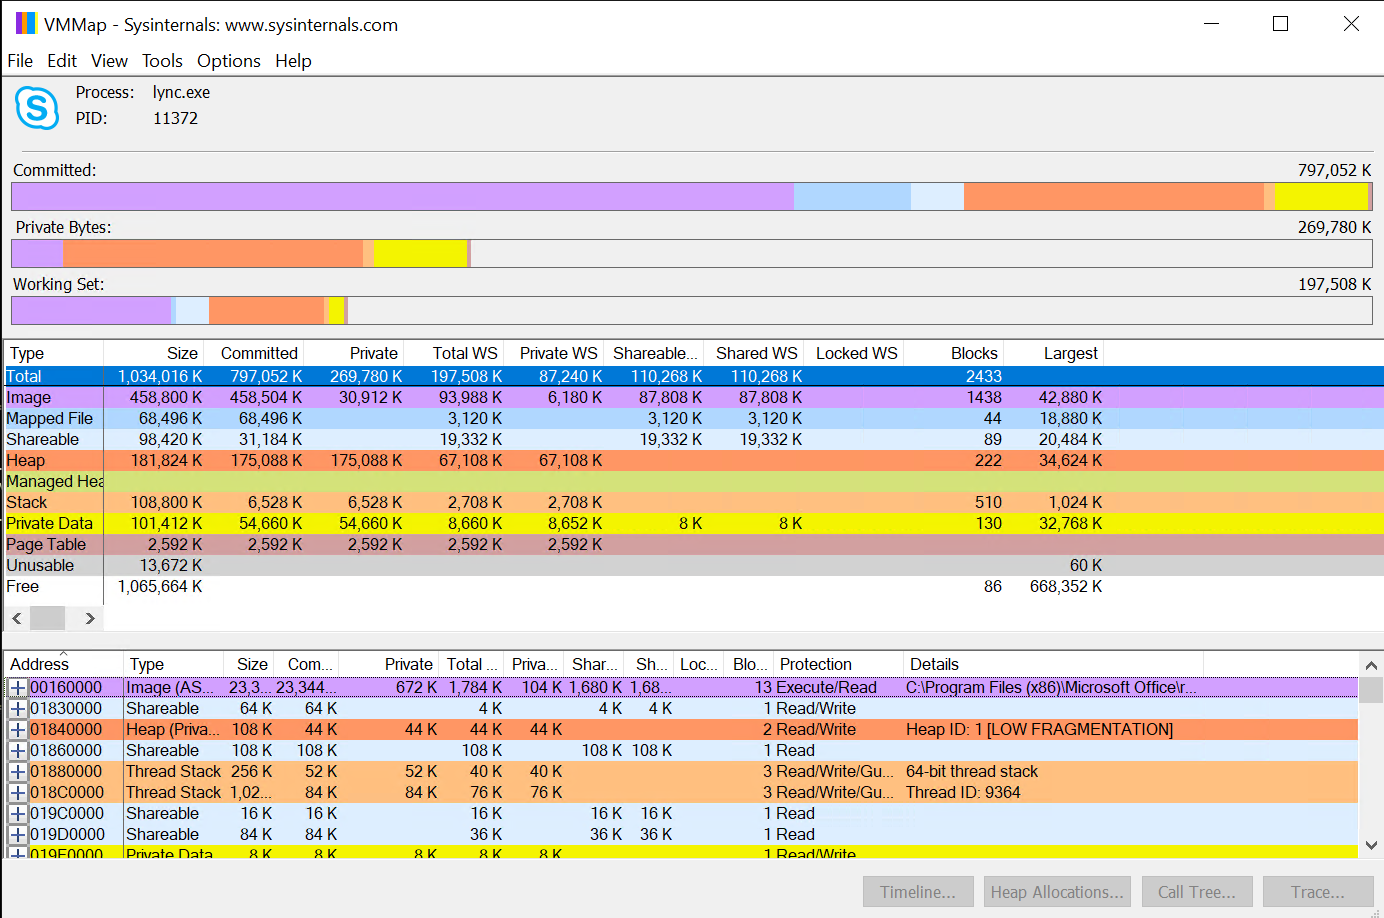 VMMap - Sysinternals: www.sysinternals.com
File Edit View Tools Options Help
Process: lync.exe
PID: 11372
Committed: 797,052 K
Private Bytes: 269,780 K
Working Set: 197,508 K
Type Size Committed Private Total WS Private WS Shareable... Shared WS Locked WS Blocks Largest
Total 1,034,016 K 797,052 K 269,780 K 197,508 K 87,240 K 110,268 K 110,268 K 2433
Image 458,800 K 458,504 K 30,912 K 93,988 K 6,180 K 87,808 K 87,808 K 1438 42,880 K
Mapped File 68,496 K 68,496 K 3,120 K 3,120 K 3,120 K 44 18,880 K
Shareable 98,420 K 31,184 K 19,332 K 19,332 K 19,332 K 89 20,484 K
Heap 181,824 K 175,088 K 175,088 K 67,108 K 67,108 K 222 34,624 K
Managed Hea
Stack 108,800 K 6,528 K 6,528 K 2,708 K 2,708 K 510 1,024 K
Private Data 101,412 K 54,660 K 54,660 K 8,660 K 8,652 K 8 K 8 K 130 32,768 K
Page Table 2,592 K 2,592 K 2,592 K 2,592 K 2,592 K
Unusable 13,672 K 60 K
Free 1,065,664 K 86 668,352 K
Address Type Size Com... Private Total ... Priva... Shar... Sh... Loc... Blo... Protection Details
00160000 Image (AS... 23,3... 23,344... 672 K 1,784 K 104 K 1,680 K 1,68... 13 Execute/Read C:\Program Files (x86)\Microsoft Office\r...
01830000 Shareable 64 K 64 K 4 K 4 K 4 K 1 Read/Write
01840000 Heap (Priva... 108 K 44 K 44 K 44 K 44 K 2 Read/Write Heap ID: 1 [LOW FRAGMENTATION]
01860000 Shareable 108 K 108 K 108 K 108 K 108 K 1 Read
01880000 Thread Stack 256 K 52 K 52 K 40 K 40 K 3 Read/Write/Gu... 64-bit thread stack
018C0000 Thread Stack 1,02... 84 K 84 K 76 K 76 K 3 Read/Write/Gu... Thread ID: 9364
019C0000 Shareable 16 K 16 K 16 K 16 K 16 K 1 Read
019D0000 Shareable 84 K 84 K 36 K 36 K 36 K 1 Read
019F0000 Private Data 8 K 8 K 8 K 8 K 8 K 1 Read/Write
Timeline... Heap Allocations... Call Tree... Trace...